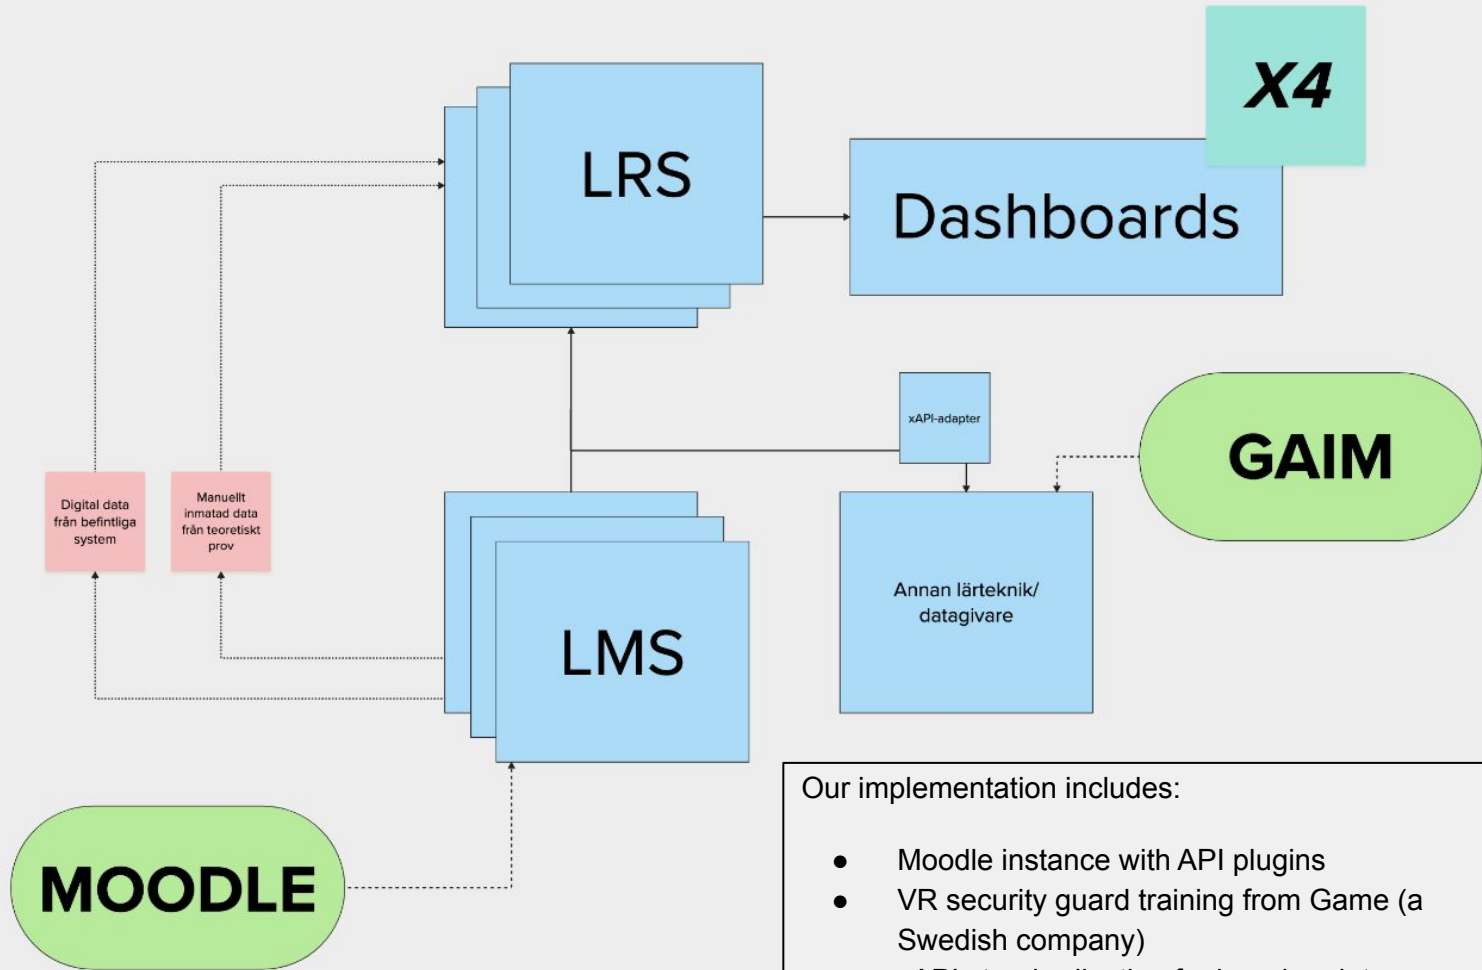 X4
LRS
Dashboards
xAPI-adapter
GAIM
Digital data
från befintliga
system
Manuellt
inmatad data
från teoretiskt
prov
Annan lärteknik/
datagivare
LMS
MOODLE
Our implementation includes:
● Moodle instance with API plugins
● VR security guard training from Game (a
Swedish company)